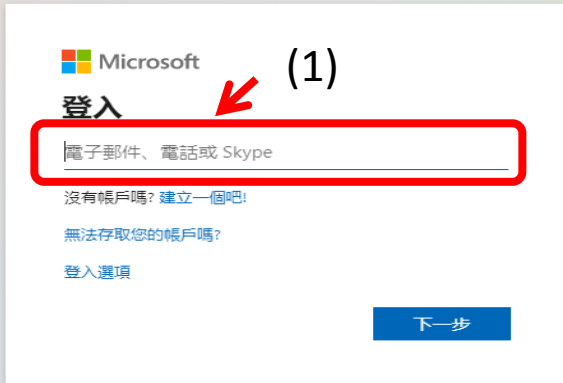 Microsoft
(1)
登入
電子郵件、電話或 Skype
沒有帳戶嗎? 建立一個吧!
無法存取您的帳戶嗎?
登入選項
下一步